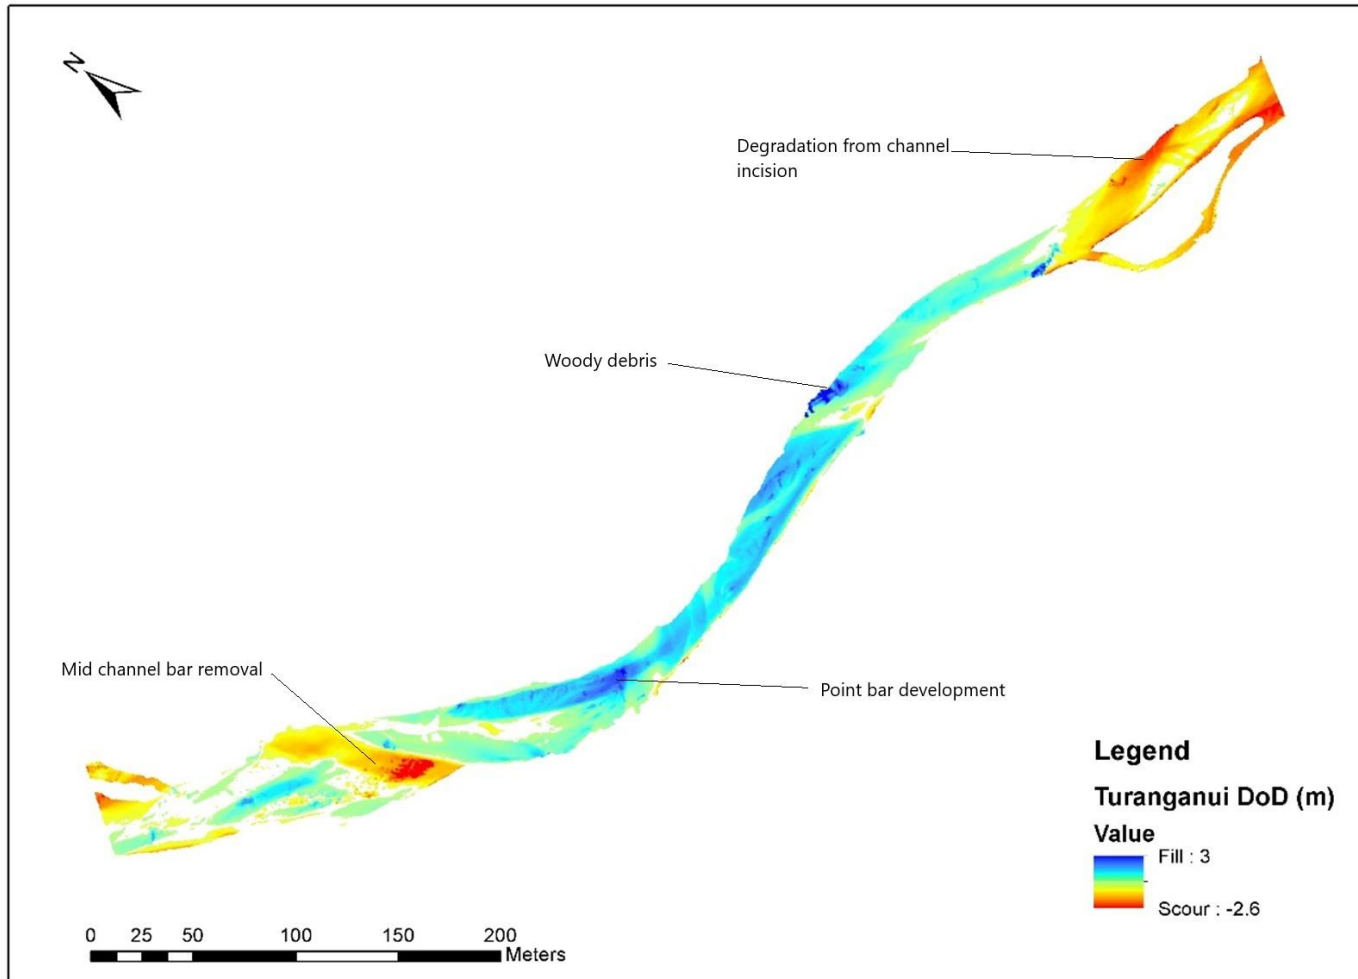 N
Degradation from channel
incision
Woody debris
Mid channel bar removal
Point bar development
Legend
Turanganui DoD (m)
Value
Fill : 3
Scour : -2.6
0 25 50 100 150 200
Meters